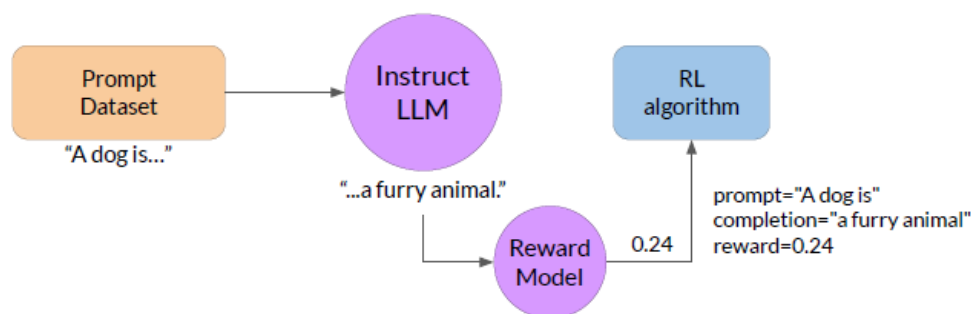 Prompt
Dataset
“A dog is…”
Instruct
LLM
“...a furry animal.”
Reward
Model
0.24
RL
algorithm
prompt="A dog is"
completion="a furry animal"
reward=0.24